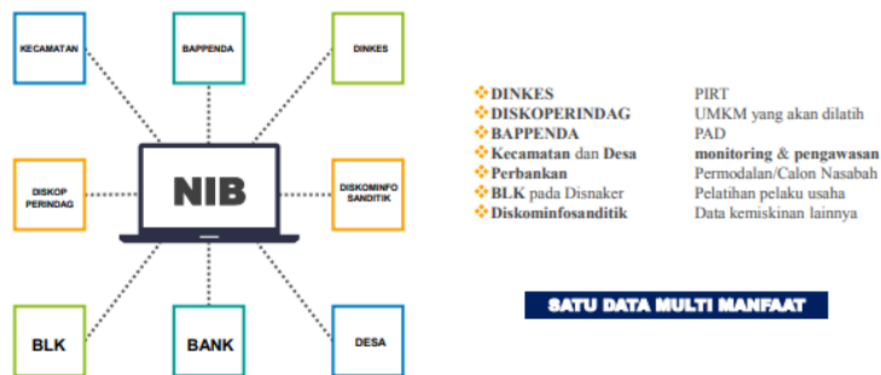 KECAMATAN
BAPPENDA
DINKES
DISKOP
PERINDAG
NIB
DISKOMINFO
SANDITIK
BLK
BANK
DESA
❖DINKES PIRT
❖DISKOPERINDAG UMKM yang akan dilatih
❖BAPPENDA PAD
❖Kecamatan dan Desa monitoring & pengawasan
❖Perbankan Permodalan/Calon Nasabah
❖BLK pada Disnaker Pelatihan pelaku usaha
❖Diskominfosanditik Data kemiskinan lainnya
SATU DATA MULTI MANFAAT